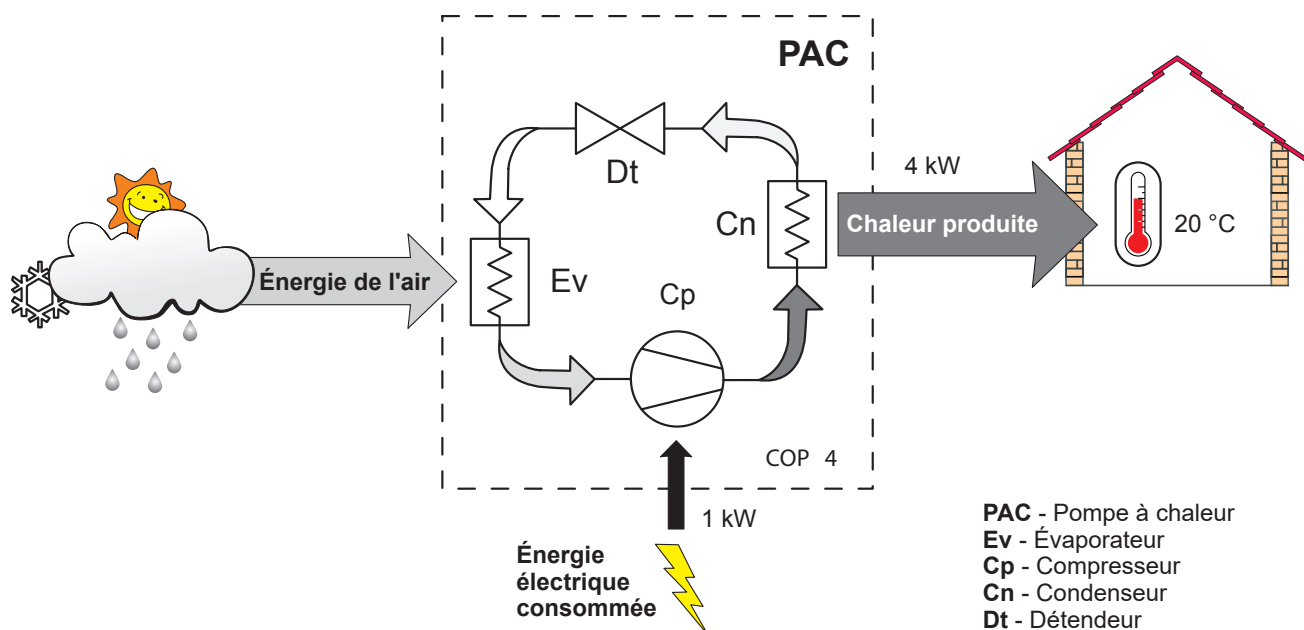 PAC
Dt
4 kW
Cn
Chaleur produite
20 °C
Énergie de l'air
Ev
Cp
COP 4
1 kW
Énergie
électrique
consommée
PAC - Pompe à chaleur
Ev - Évaporateur
Cp - Compresseur
Cn - Condenseur
Dt - Détendeur